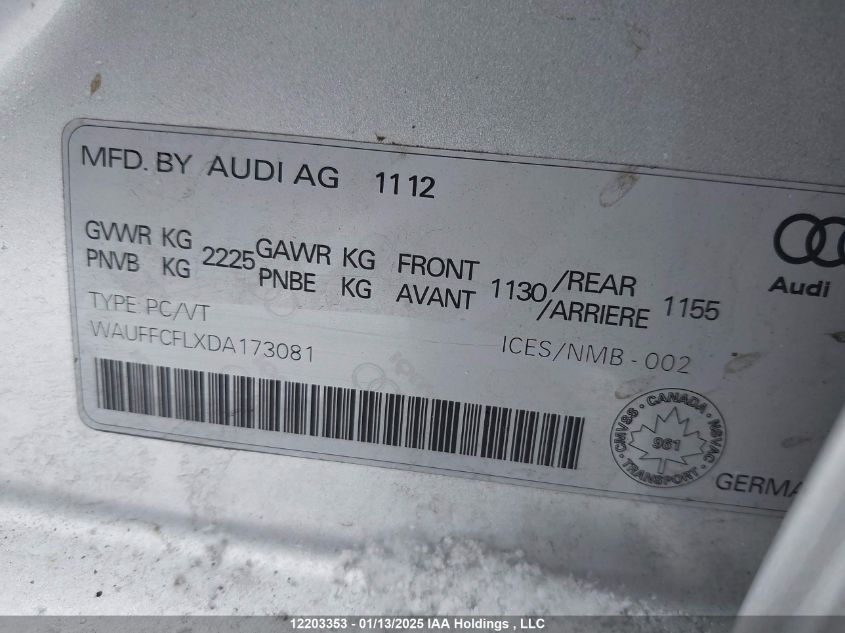 MFD. BY AUDI AG 1112
GVWR KG 2225 GAWR KG FRONT 1130 /REAR 1155
PNVB KG PNBE KG AVANT /ARRIERE
TYPE PC/VT
WAUFFCFLXDA173081 ICES/NMB-002
Audi
CMVSS · CANADA · NSVAC · TRANSPORT ·
961
GERMA
12203353 - 01/13/2025 IAA Holdings , LLC